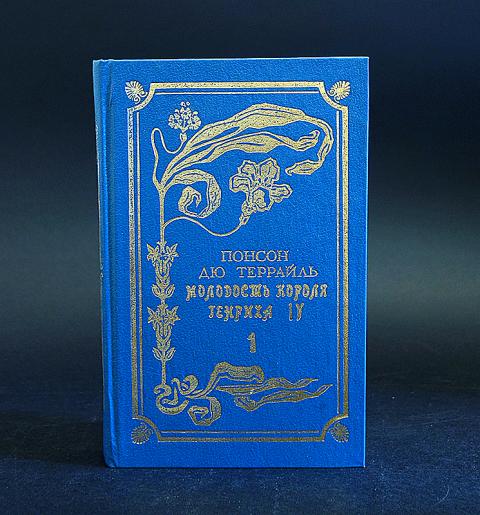 ПОНСОН
ДЮ ТЕРРАЙЛЬ
МОЛОДОСТЬ КОРОЛЯ
ГЕНРИХА IV
1